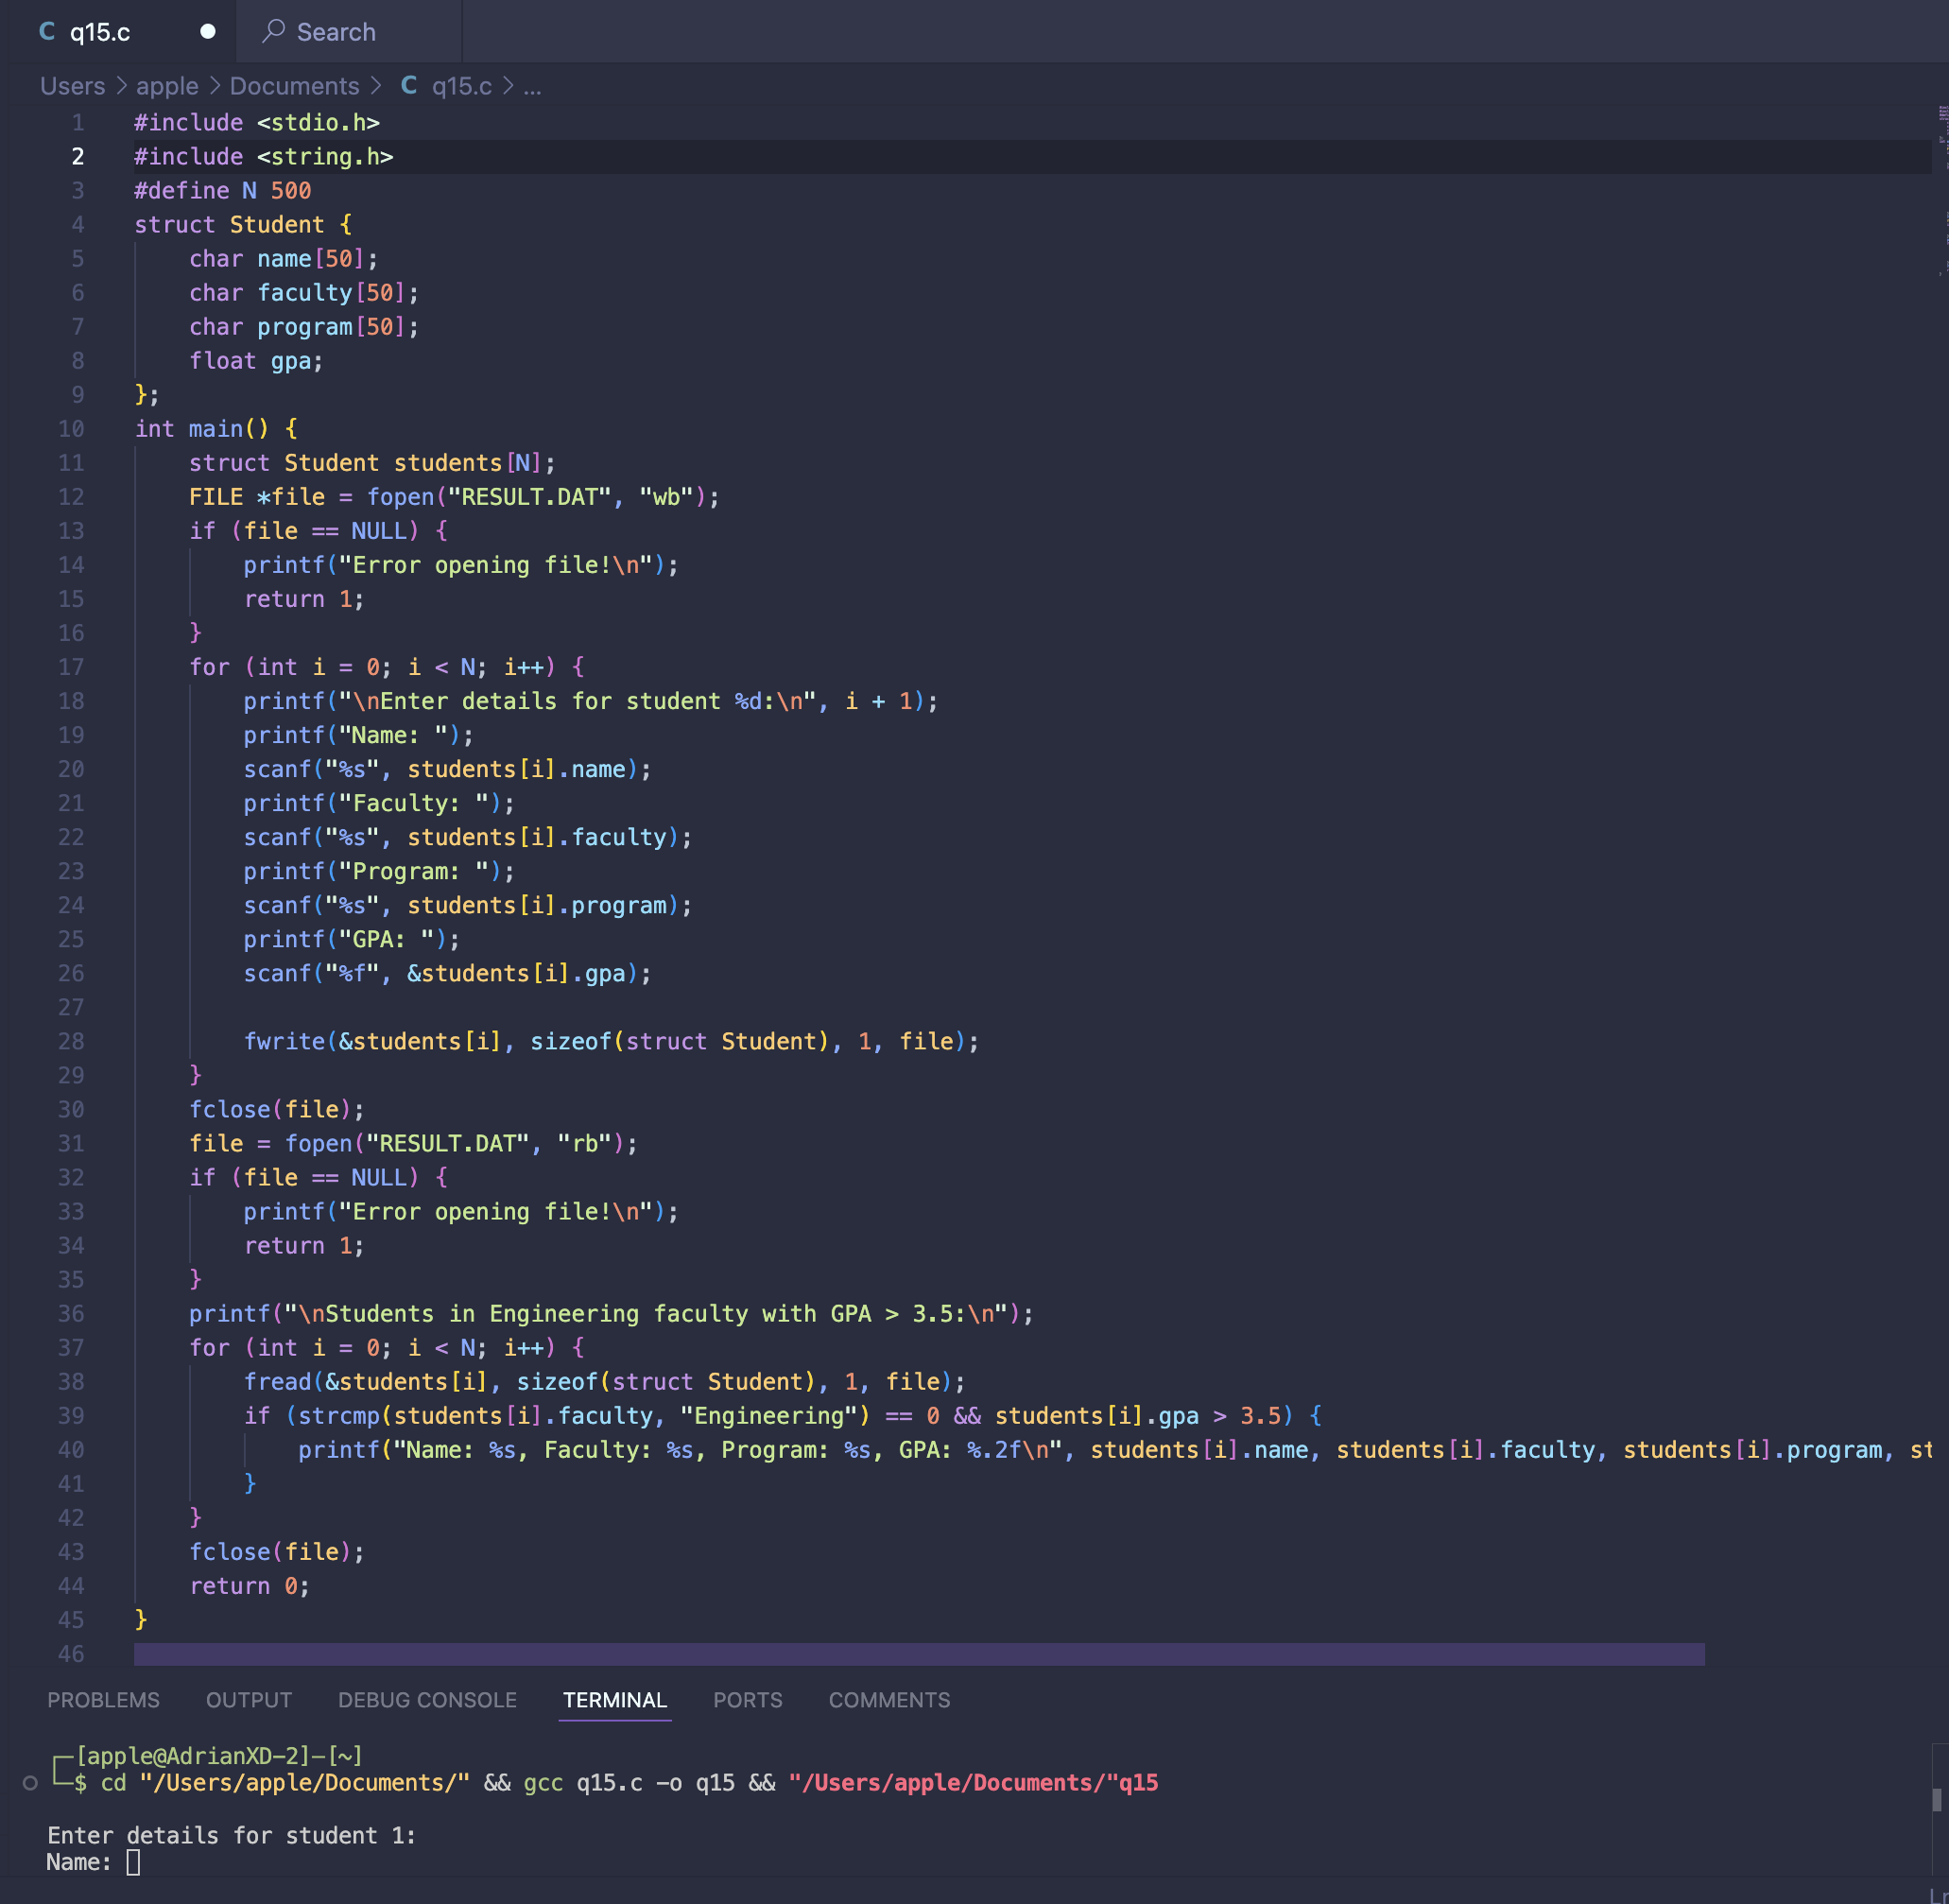 C q15.c ● Search
Users > apple > Documents > C q15.c > ...
1 #include <stdio.h>
2 #include <string.h>
3 #define N 500
4 struct Student {
5     char name[50];
6     char faculty[50];
7     char program[50];
8     float gpa;
9 };
10 int main() {
11     struct Student students[N];
12     FILE *file = fopen("RESULT.DAT", "wb");
13     if (file == NULL) {
14         printf("Error opening file!\n");
15         return 1;
16     }
17     for (int i = 0; i < N; i++) {
18         printf("\nEnter details for student %d:\n", i + 1);
19         printf("Name: ");
20         scanf("%s", students[i].name);
21         printf("Faculty: ");
22         scanf("%s", students[i].faculty);
23         printf("Program: ");
24         scanf("%s", students[i].program);
25         printf("GPA: ");
26         scanf("%f", &students[i].gpa);
27
28         fwrite(&students[i], sizeof(struct Student), 1, file);
29     }
30     fclose(file);
31     file = fopen("RESULT.DAT", "rb");
32     if (file == NULL) {
33         printf("Error opening file!\n");
34         return 1;
35     }
36     printf("\nStudents in Engineering faculty with GPA > 3.5:\n");
37     for (int i = 0; i < N; i++) {
38         fread(&students[i], sizeof(struct Student), 1, file);
39         if (strcmp(students[i].faculty, "Engineering") == 0 && students[i].gpa > 3.5) {
40             printf("Name: %s, Faculty: %s, Program: %s, GPA: %.2f\n", students[i].name, students[i].faculty, students[i].program, st
41         }
42     }
43     fclose(file);
44     return 0;
45 }
46
PROBLEMS OUTPUT DEBUG CONSOLE TERMINAL PORTS COMMENTS
┌─[apple@AdrianXD-2]-[~]
└─$ cd "/Users/apple/Documents/" && gcc q15.c -o q15 && "/Users/apple/Documents/"q15
Enter details for student 1:
Name: